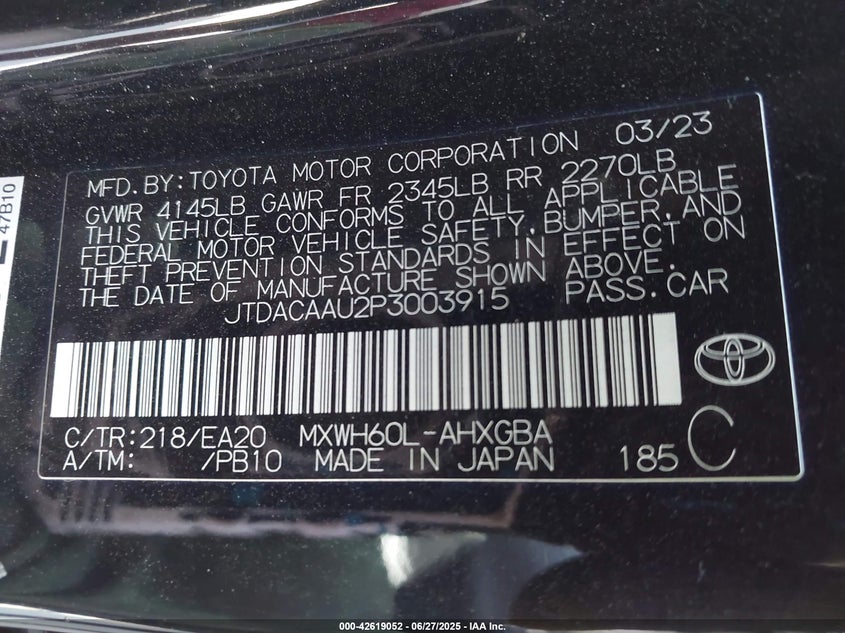 MFD. BY: TOYOTA MOTOR CORPORATION 03/23
GVWR 4145LB GAWR FR 2345LB RR 2270LB
THIS VEHICLE CONFORMS TO ALL APPLICABLE
FEDERAL MOTOR VEHICLE SAFETY, BUMPER, AND
THEFT PREVENTION STANDARDS IN EFFECT ON
THE DATE OF MANUFACTURE SHOWN ABOVE.
JTDACAAU2P3003915 PASS. CAR
C/TR: 218/EA20 MXWH60L-AHXGBA
A/TM: /PB10 MADE IN JAPAN 185 C
47B10
000-42619052 - 06/27/2025 - IAA Inc.